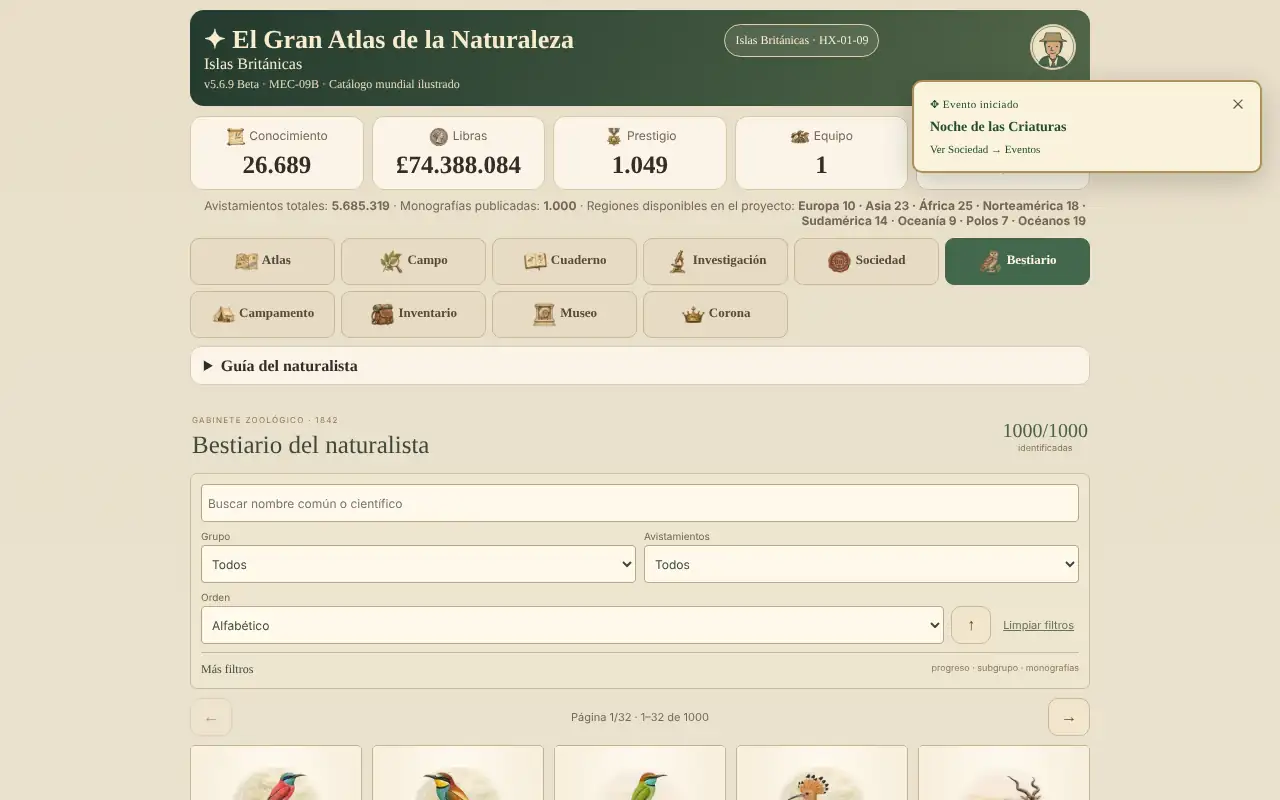 ✦ El Gran Atlas de la Naturaleza
Islas Británicas
v5.6.9 Beta · MEC-09B · Catálogo mundial ilustrado
Islas Británicas · HX-01-09
✥ Evento iniciado
Noche de las Criaturas
Ver Sociedad → Eventos
Conocimiento
26.689
Libras
£74.388.084
Prestigio
1.049
Equipo
1
Avistamientos totales: 5.685.319 · Monografías publicadas: 1.000 · Regiones disponibles en el proyecto: Europa 10 · Asia 23 · África 25 · Norteamérica 18 ·
Sudamérica 14 · Oceanía 9 · Polos 7 · Océanos 19
Atlas
Campo
Cuaderno
Investigación
Sociedad
Bestiario
Campamento
Inventario
Museo
Corona
▶ Guía del naturalista
GABINETE ZOOLÓGICO · 1842
Bestiario del naturalista
1000/1000
identificadas
Buscar nombre común o científico
Grupo
Todos
Avistamientos
Todos
Orden
Alfabético
↑
Limpiar filtros
Más filtros
progreso · subgrupo · monografías
←
Página 1/32 · 1–32 de 1000
→